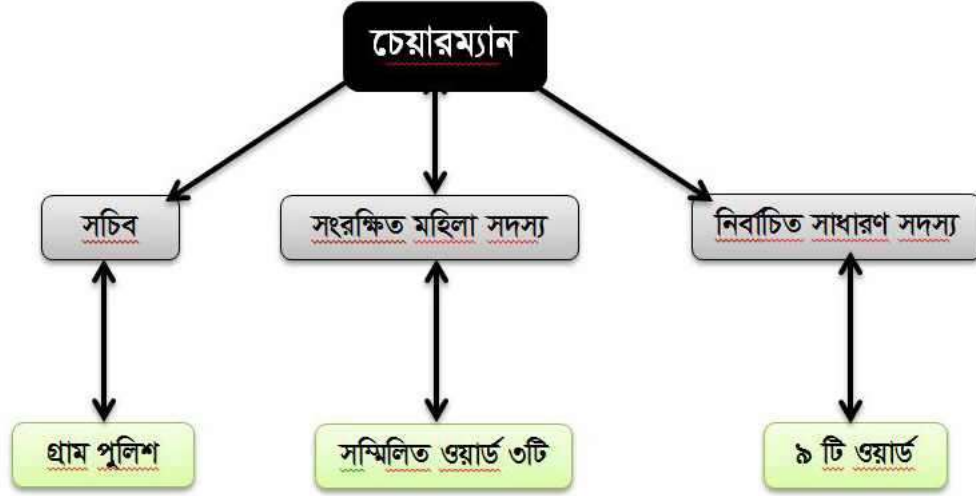 চেয়ারম্যান
সচিব
সংরক্ষিত মহিলা সদস্য
নির্বাচিত সাধারণ সদস্য
গ্রাম পুলিশ
সম্মিলিত ওয়ার্ড ৩টি
৯ টি ওয়ার্ড